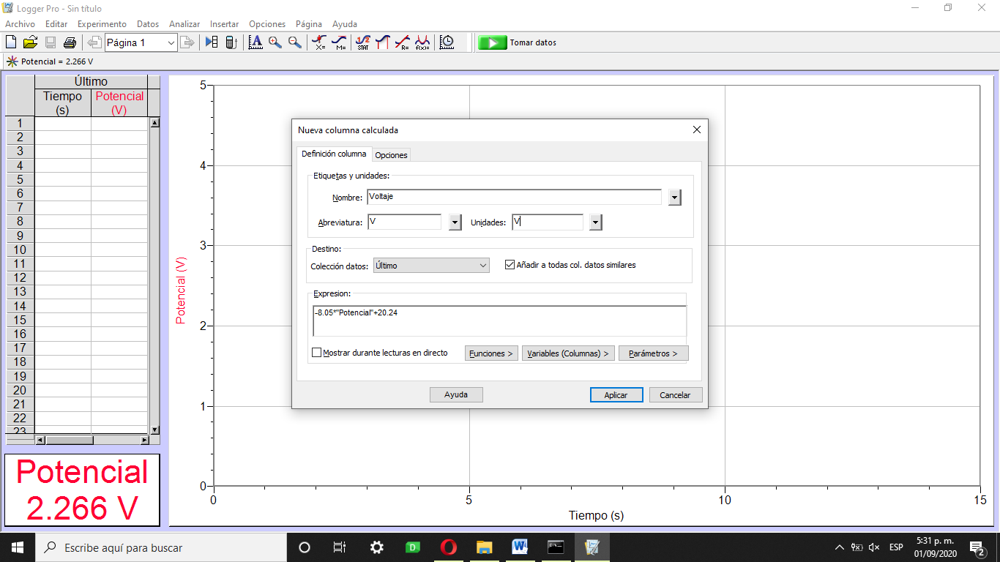 Logger Pro - Sin título
Archivo Editar Experimento Datos Analizar Insertar Opciones Página Ayuda
Página 1
X=
M=
1/2
STAT
R=
f(x)=
Tomar datos
Potencial = 2.266 V
Último
Tiempo
(s)
Potencial
(V)
1
2
3
4
5
6
7
8
9
10
11
12
13
14
15
16
17
18
19
20
21
22
23
Potencial
2.266 V
5
4
3
2
1
0
Potencial (V)
0 5 10 15
Tiempo (s)
Nueva columna calculada
Definición columna Opciones
Etiquetas y unidades:
Nombre: Voltaje
Abreviatura: V Unidades: V
Destino:
Colección datos: Último Añadir a todas col. datos similares
Expresion:
-8.05*"Potencial"+20.24
Mostrar durante lecturas en directo Funciones > Variables (Columnas) > Parámetros >
Ayuda Aplicar Cancelar
Escribe aquí para buscar
D
W
ESP
5:31 p. m.
01/09/2020
2